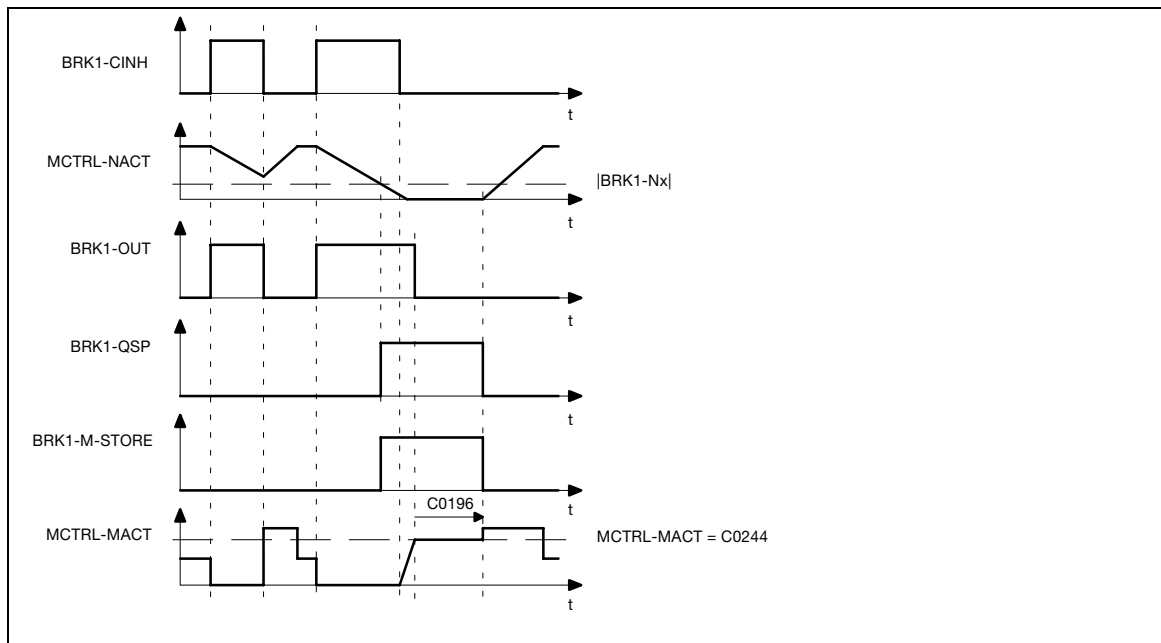 BRK1-CINH
t
MCTRL-NACT
|BRK1-Nx|
t
BRK1-OUT
t
BRK1-QSP
t
BRK1-M-STORE
t
C0196
MCTRL-MACT
MCTRL-MACT = C0244
t